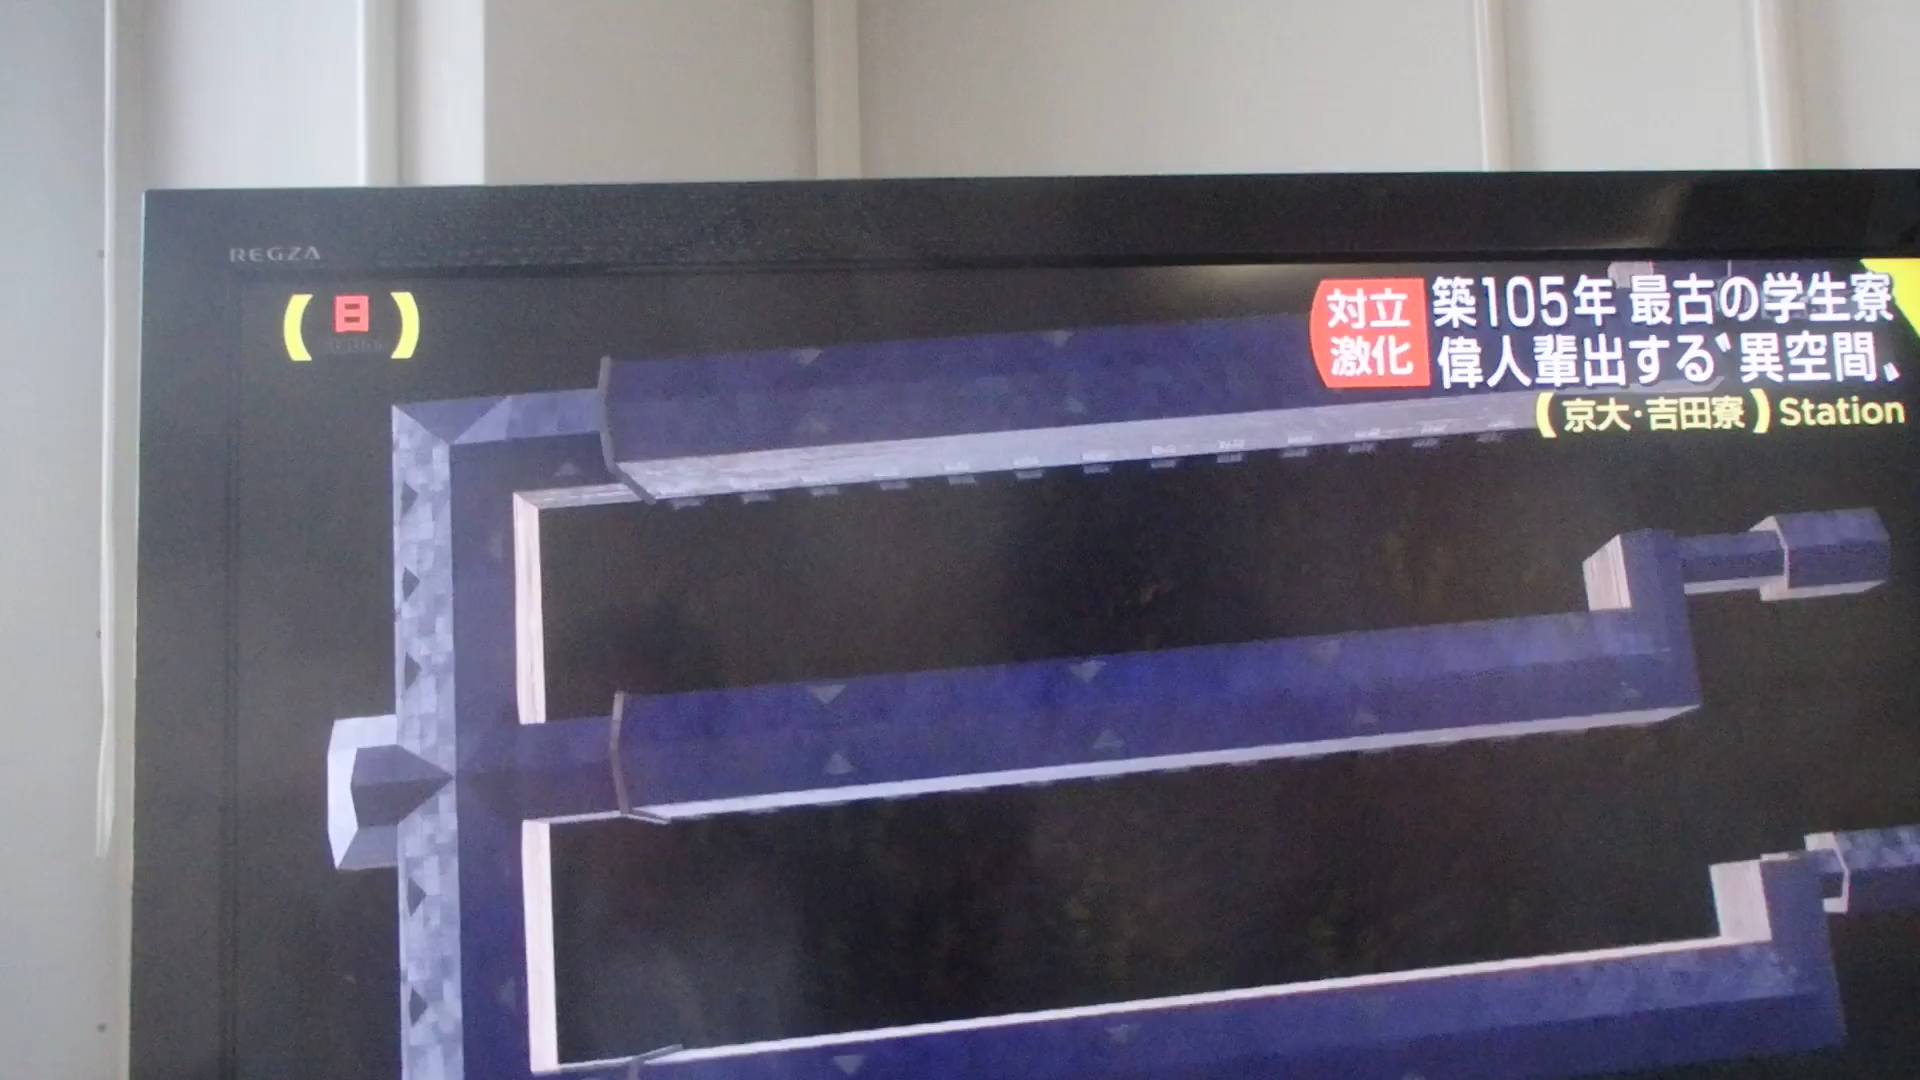 REGZA
(日)
対立激化
築105年 最古の学生寮
偉人輩出する〝異空間〟
(京大・吉田寮)Station